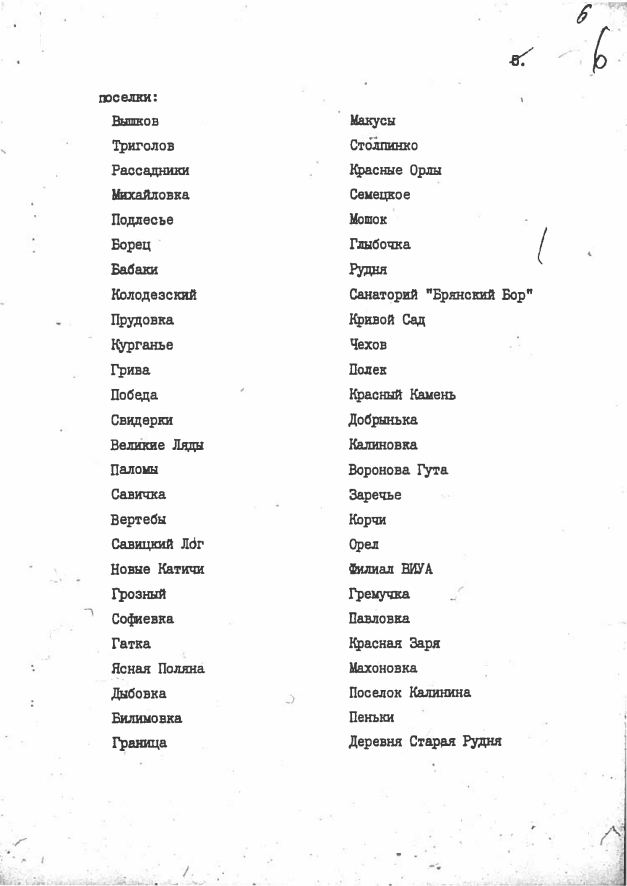 6
8. 6
поселки:
Вышков Макусы
Триголов Столпинко
Рассадники Красные Орлы
Михайловка Семецкое
Подлесье Мошок
Борец Глыбочка
Бабаки Рудня
Колодезский Санаторий "Брянский Бор"
Прудовка Кривой Сад
Курганье Чехов
Грива Полек
Победа Красный Камень
Свидерки Добрынька
Великие Ляды Калиновка
Паломы Воронова Гута
Савичка Заречье
Вертебы Корчи
Савицкий Лог Орел
Новые Катичи Филиал ВИУА
Грозный Гремучка
Софиевка Павловка
Гатка Красная Заря
Ясная Поляна Махоновка
Дыбовка Поселок Калинина
Билимовка Пеньки
Граница Деревня Старая Рудня